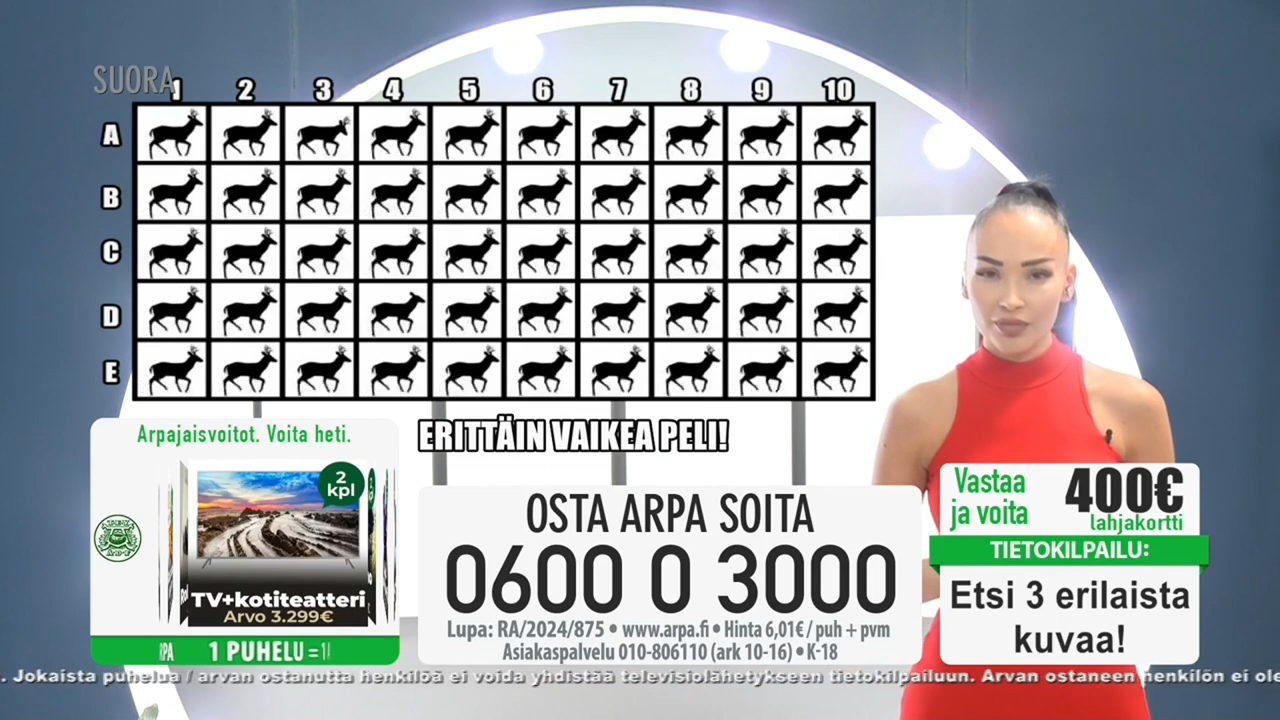 SUORA
1 2 3 4 5 6 7 8 9 10
A
B
C
D
E
ERITTÄIN VAIKEA PELI!
Arpajaisvoitot. Voita heti.
2
kpl
TV+kotiteatteri
Arvo 3.299€
1 PUHELU =
OSTA ARPA SOITA
0600 0 3000
Lupa: RA/2024/875 • www.arpa.fi • Hinta 6,01€ / puh + pvm
Asiakaspalvelu 010-806110 (ark 10-16) • K-18
Vastaa
ja voita
400€
lahjakortti
TIETOKILPAILU:
Etsi 3 erilaista
kuvaa!
. Jokaista puhelua / arvan ostanutta henkilöä ei voida yhdistää televisiolähetykseen tietokilpailuun. Arvan ostaneen henkilön ei ole